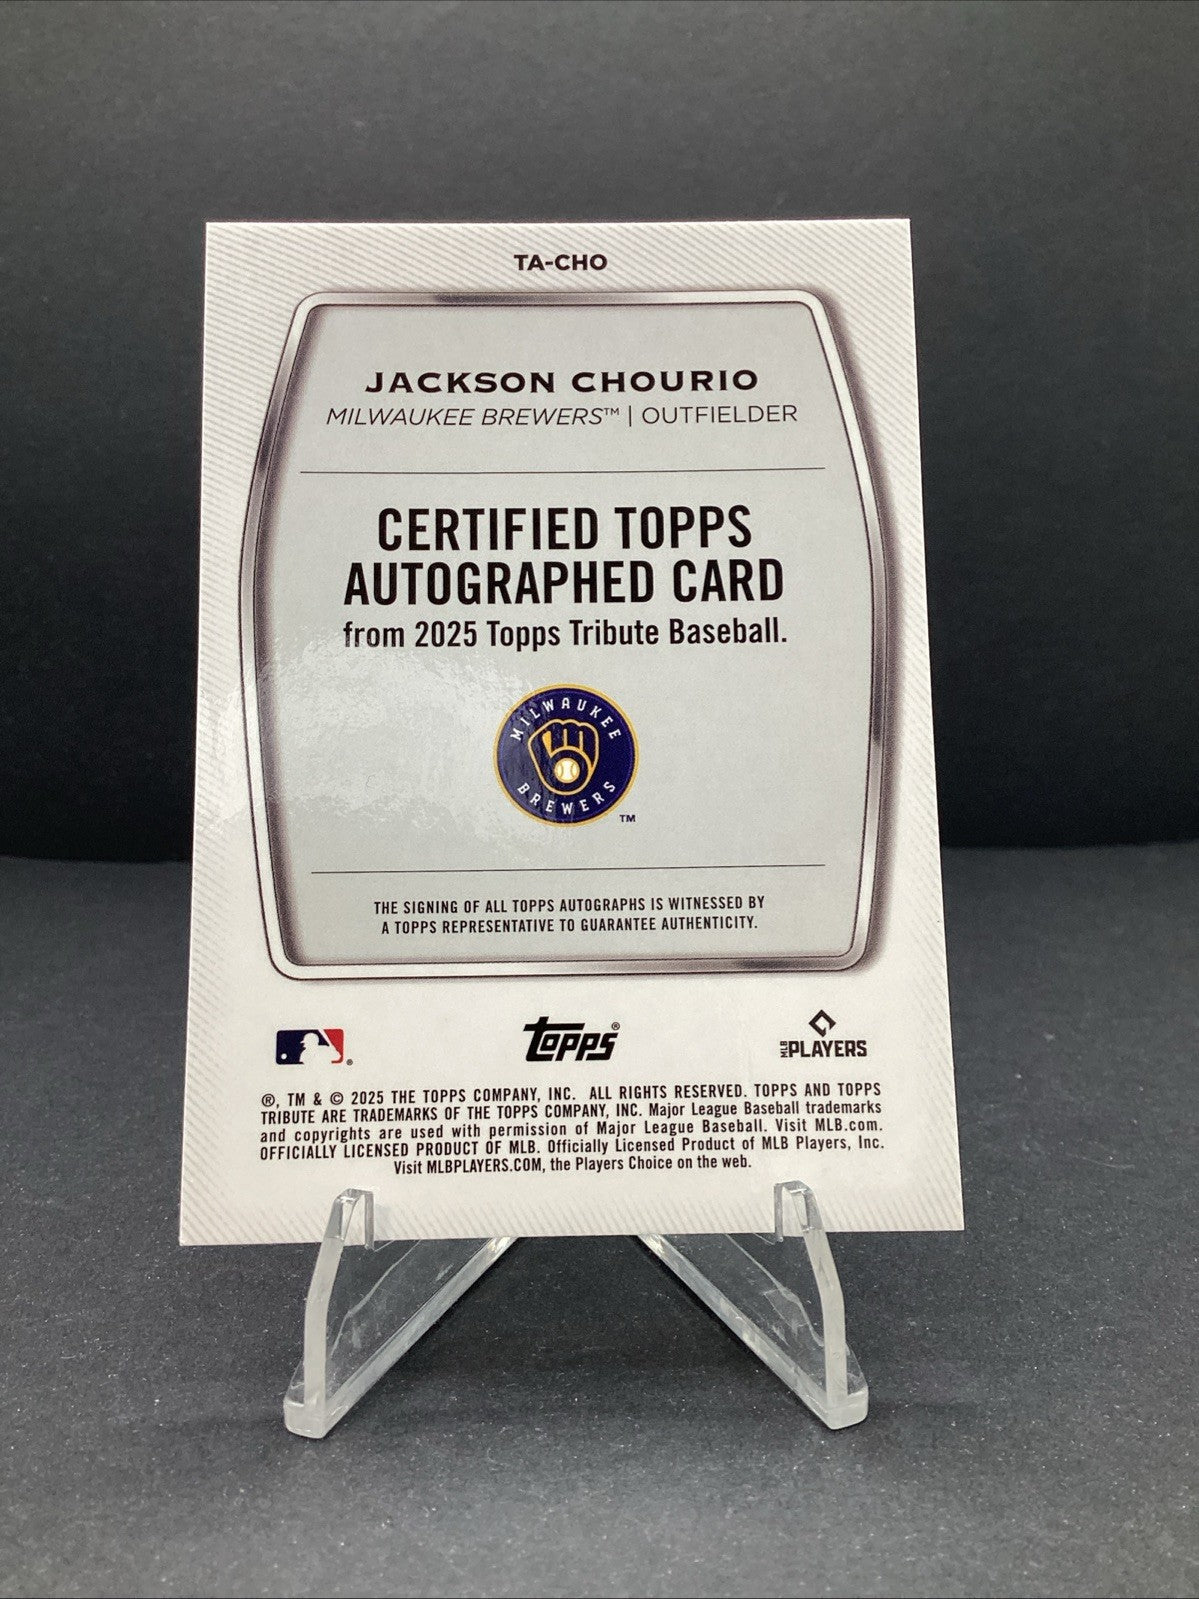 TA-CHO
JACKSON CHOURIO
MILWAUKEE BREWERS™ | OUTFIELDER
CERTIFIED TOPPS
AUTOGRAPHED CARD
from 2025 Topps Tribute Baseball.
MILWAUKEE
BREWERS
TM
THE SIGNING OF ALL TOPPS AUTOGRAPHS IS WITNESSED BY
A TOPPS REPRESENTATIVE TO GUARANTEE AUTHENTICITY.
®
Topps®
MLB PLAYERS
®, TM & © 2025 THE TOPPS COMPANY, INC. ALL RIGHTS RESERVED. TOPPS AND TOPPS
TRIBUTE ARE TRADEMARKS OF THE TOPPS COMPANY, INC. Major League Baseball trademarks
and copyrights are used with permission of Major League Baseball. Visit MLB.com.
OFFICIALLY LICENSED PRODUCT OF MLB. Officially Licensed Product of MLB Players, Inc.
Visit MLBPLAYERS.COM, the Players Choice on the web.